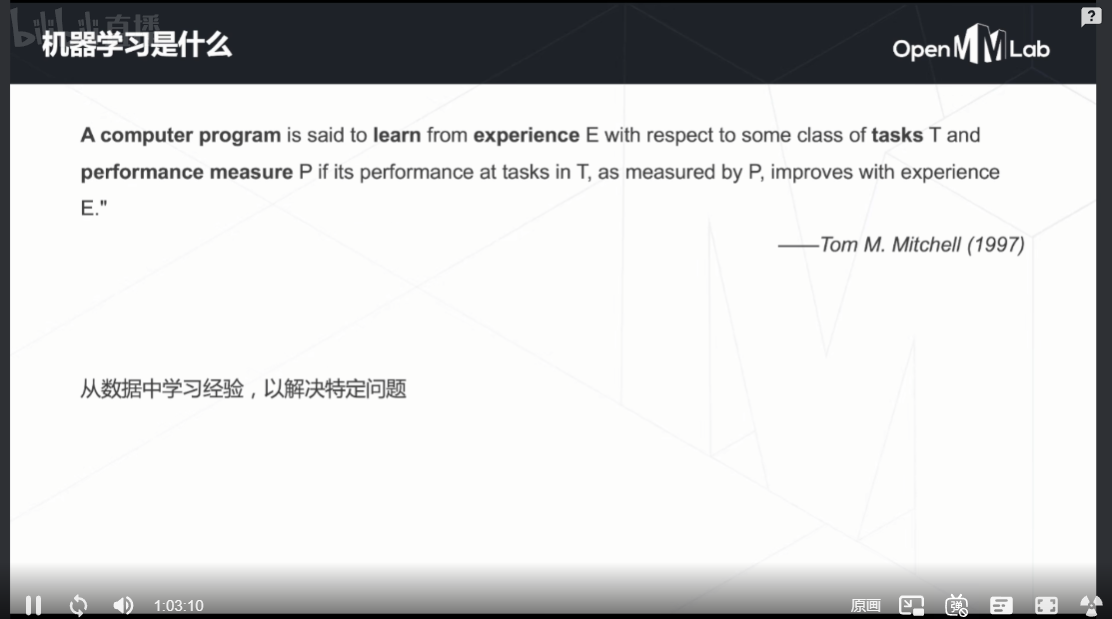 bilibili 直播
机器学习是什么
OpenMMLab
A computer program is said to learn from experience E with respect to some class of tasks T and
performance measure P if its performance at tasks in T, as measured by P, improves with experience
E."
——Tom M. Mitchell (1997)
从数据中学习经验，以解决特定问题
1:03:10
原画
弹
?